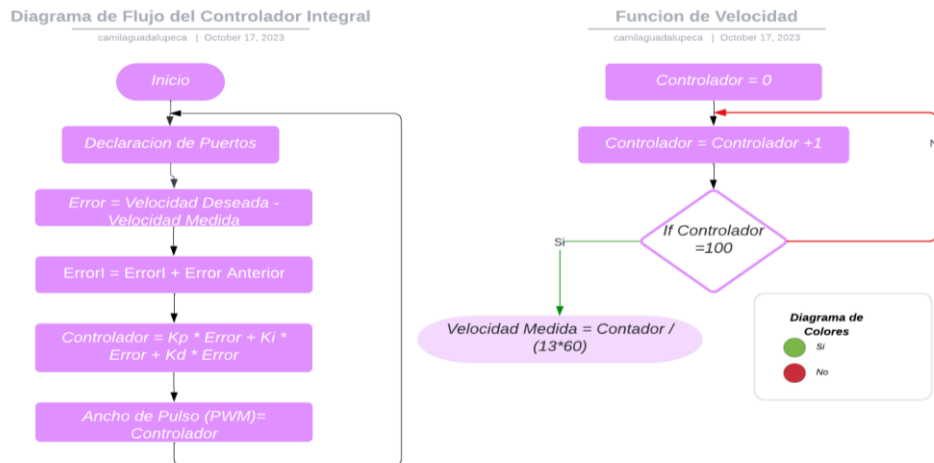 Diagrama de Flujo del Controlador Integral
camilaguadalupeca | October 17, 2023
Inicio
Declaracion de Puertos
Error = Velocidad Deseada -
Velocidad Medida
ErrorI = ErrorI + Error Anterior
Controlador = Kp * Error + Ki *
Error + Kd * Error
Ancho de Pulso (PWM)=
Controlador
Funcion de Velocidad
camilaguadalupeca | October 17, 2023
Controlador = 0
Controlador = Controlador +1
If Controlador
=100
Si
Velocidad Medida = Contador /
(13*60)
Diagrama de
Colores
Si
No